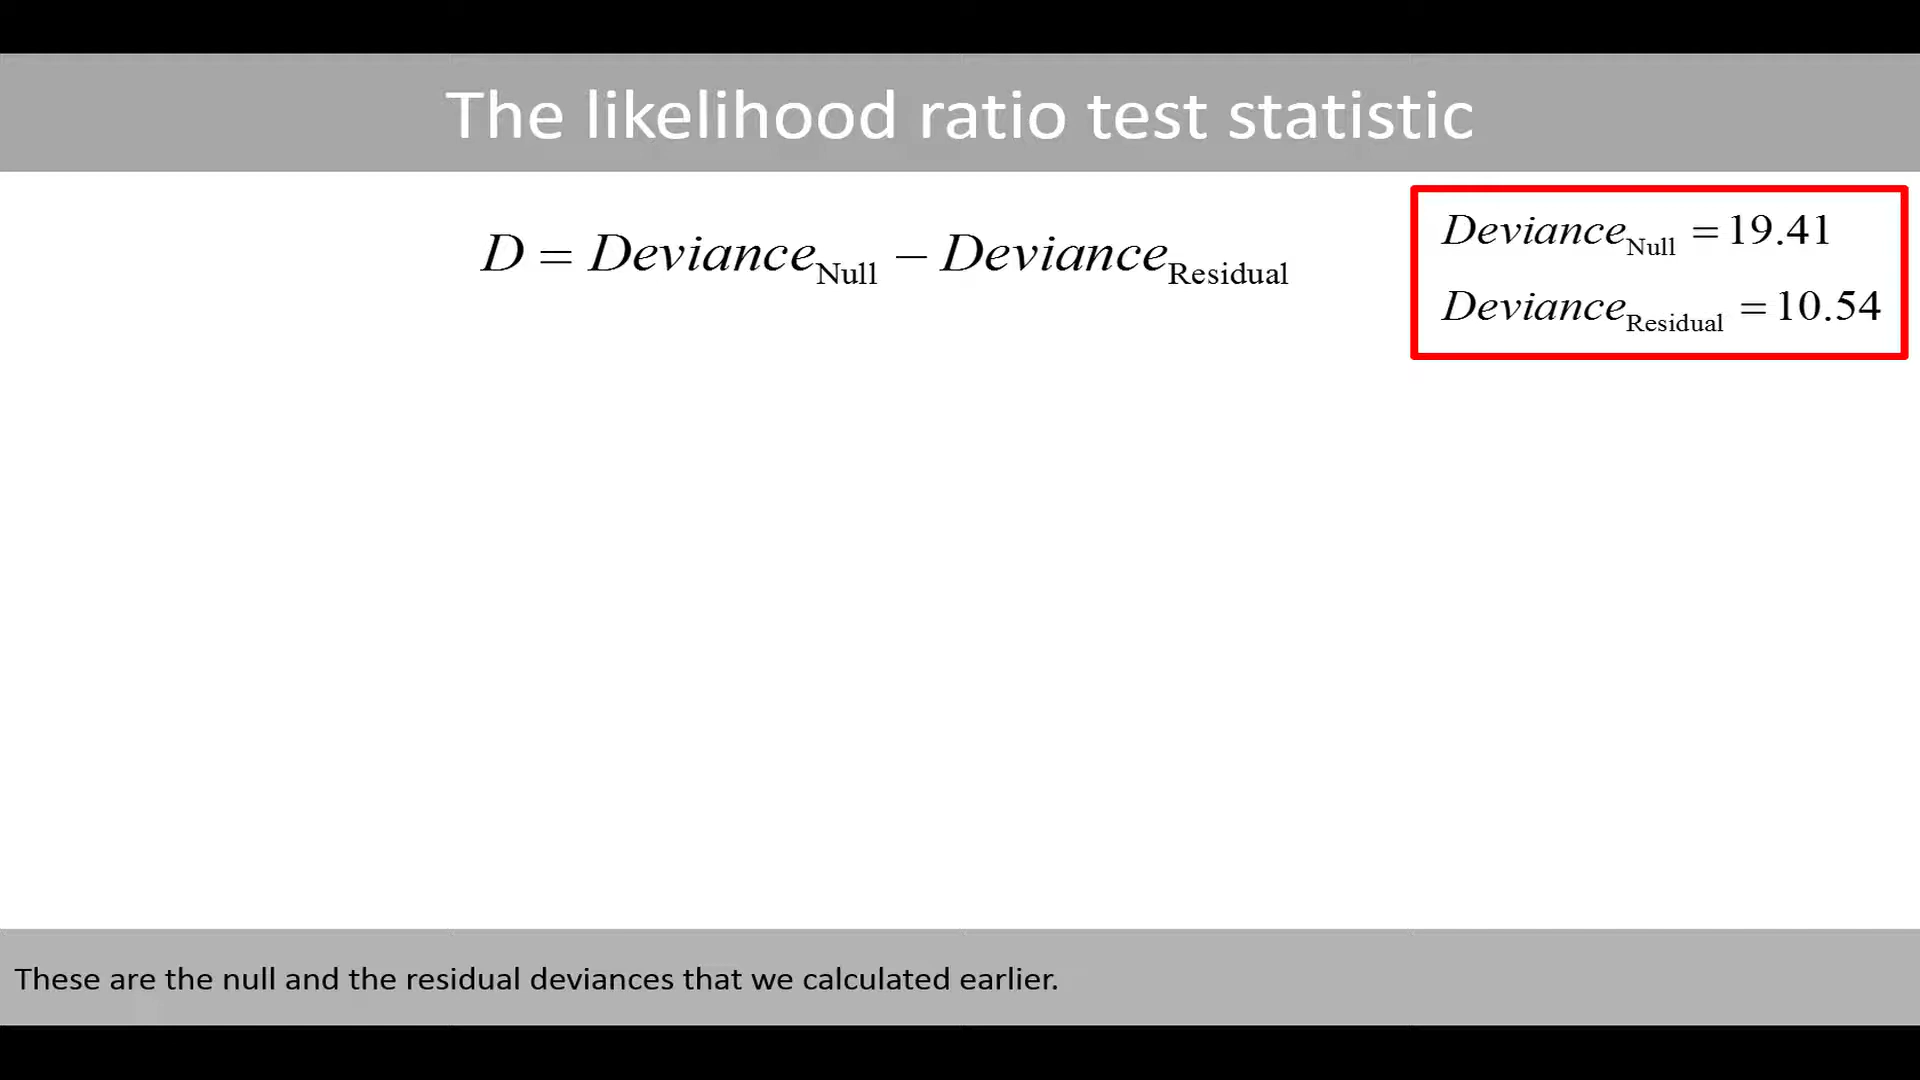 The likelihood ratio test statistic
D = Deviance_Null − Deviance_Residual
Deviance_Null = 19.41
Deviance_Residual = 10.54
These are the null and the residual deviances that we calculated earlier.